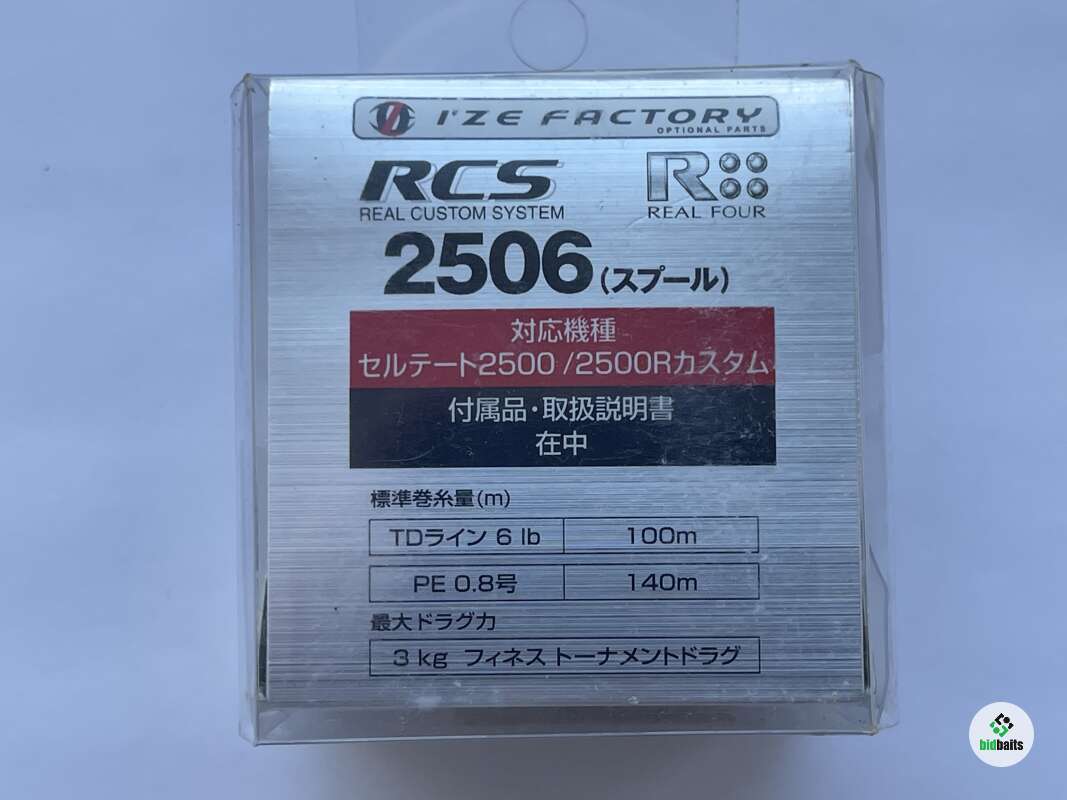 I'ZE FACTORY
OPTIONAL PARTS
RCS
REAL CUSTOM SYSTEM
R
REAL FOUR
2506(スプール)
対応機種
セルテート2500 /2500Rカスタム
付属品・取扱説明書
在中
標準巻糸量(m)
TDライン 6 lb 100m
PE 0.8号 140m
最大ドラグ力
3 kg フィネス トーナメントドラグ
bidbaits